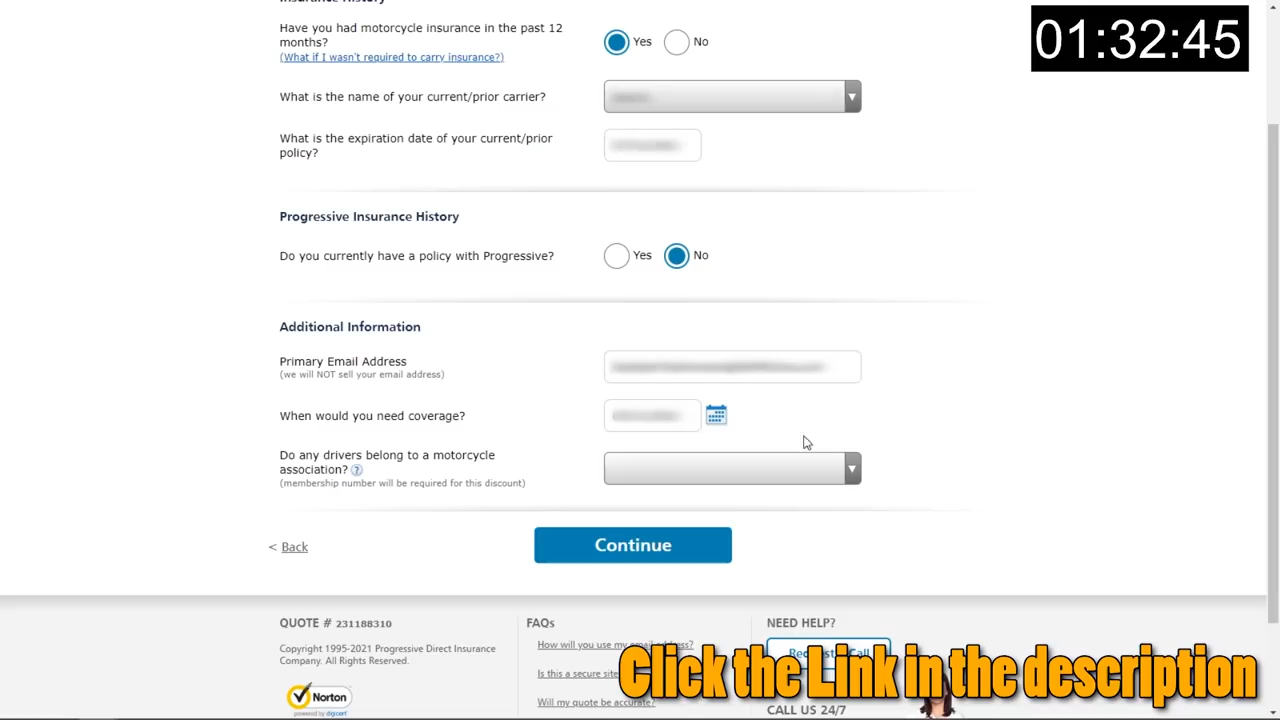 Insurance History
01:32:45
Have you had motorcycle insurance in the past 12
months?
(What if I wasn't required to carry insurance?)
Yes
No
What is the name of your current/prior carrier?
What is the expiration date of your current/prior
policy?
Progressive Insurance History
Do you currently have a policy with Progressive?
Yes
No
Additional Information
Primary Email Address
(we will NOT sell your email address)
When would you need coverage?
Do any drivers belong to a motorcycle
association? ?
(membership number will be required for this discount)
< Back
Continue
QUOTE # 231188310
Copyright 1995-2021 Progressive Direct Insurance
Company. All Rights Reserved.
Norton
powered by digicert
FAQs
How will you use my email address?
Is this a secure site
Will my quote be accurate?
NEED HELP?
Call
CALL US 24/7
Click the Link in the description